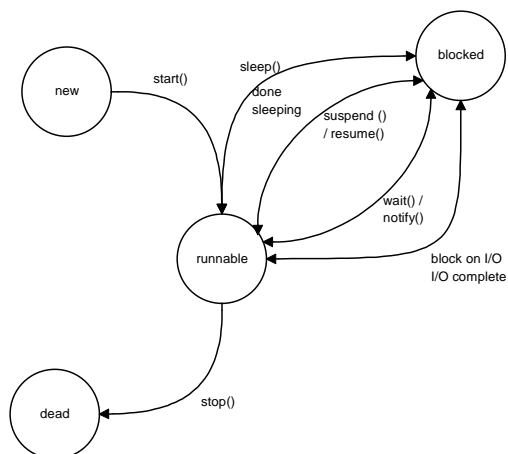 blocked
new
start()
sleep()
done
sleeping
suspend ()
/ resume()
wait() /
notify()
runnable
block on I/O
I/O complete
stop()
dead